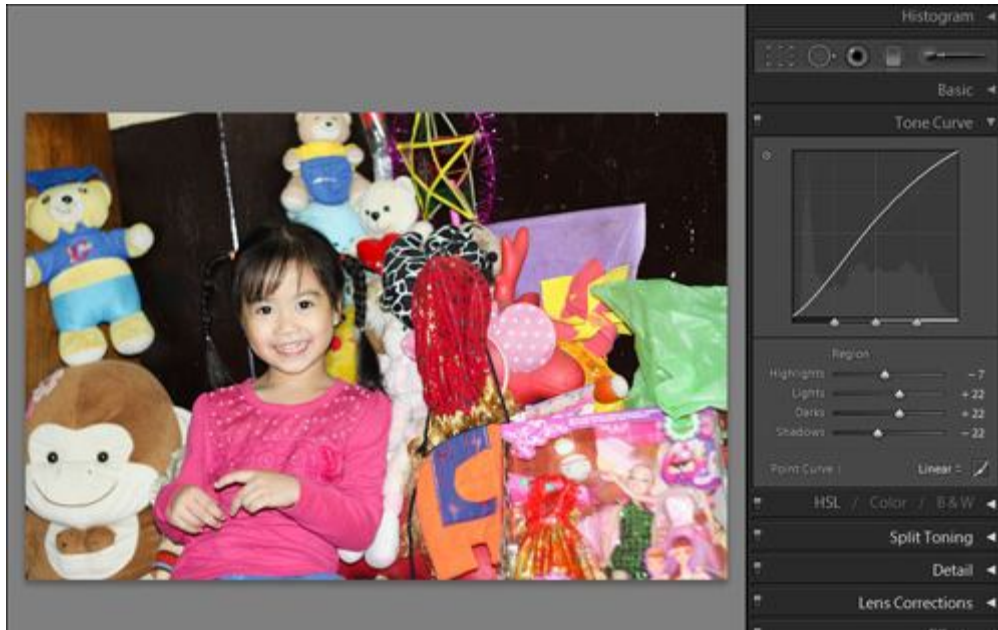 Histogram
Basic
Tone Curve
Region
Highlights − 7
Lights + 22
Darks + 22
Shadows − 22
Point Curve : Linear
HSL / Color / B & W
Split Toning
Detail
Lens Corrections